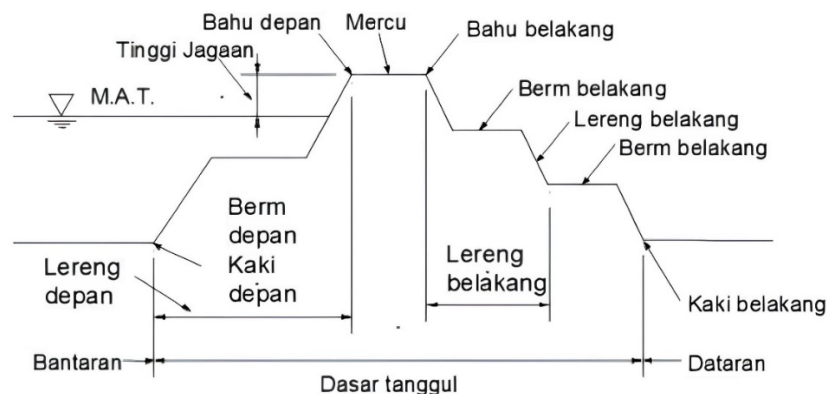 Bahu depan
Mercu
Tinggi Jagaan
Bahu belakang
M.A.T.
Berm belakang
Lereng belakang
Berm belakang
Berm
depan
Kaki
depan
Lereng
depan
Lereng
belakang
Kaki belakang
Bantaran
Dasar tanggul
Dataran